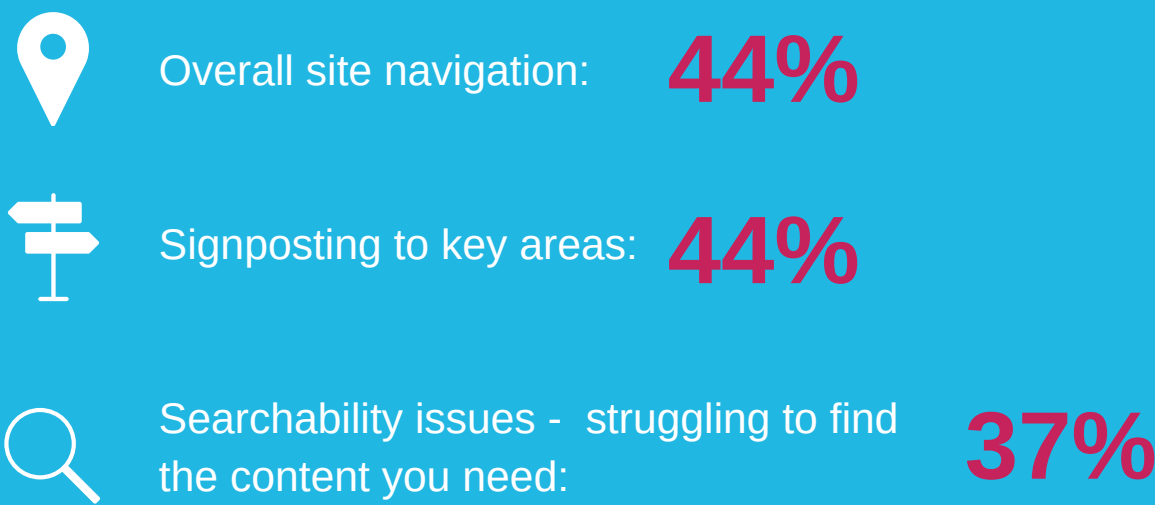 Overall site navigation: 44%
Signposting to key areas: 44%
Searchability issues -  struggling to find
the content you need: 37%